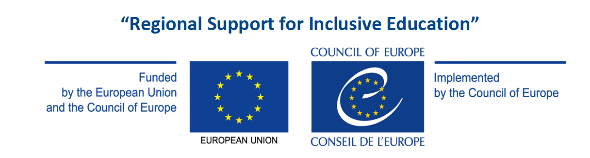 “Regional Support for Inclusive Education”
Funded
by the European Union
and the Council of Europe
EUROPEAN UNION
COUNCIL OF EUROPE
CONSEIL DE L'EUROPE
Implemented
by the Council of Europe